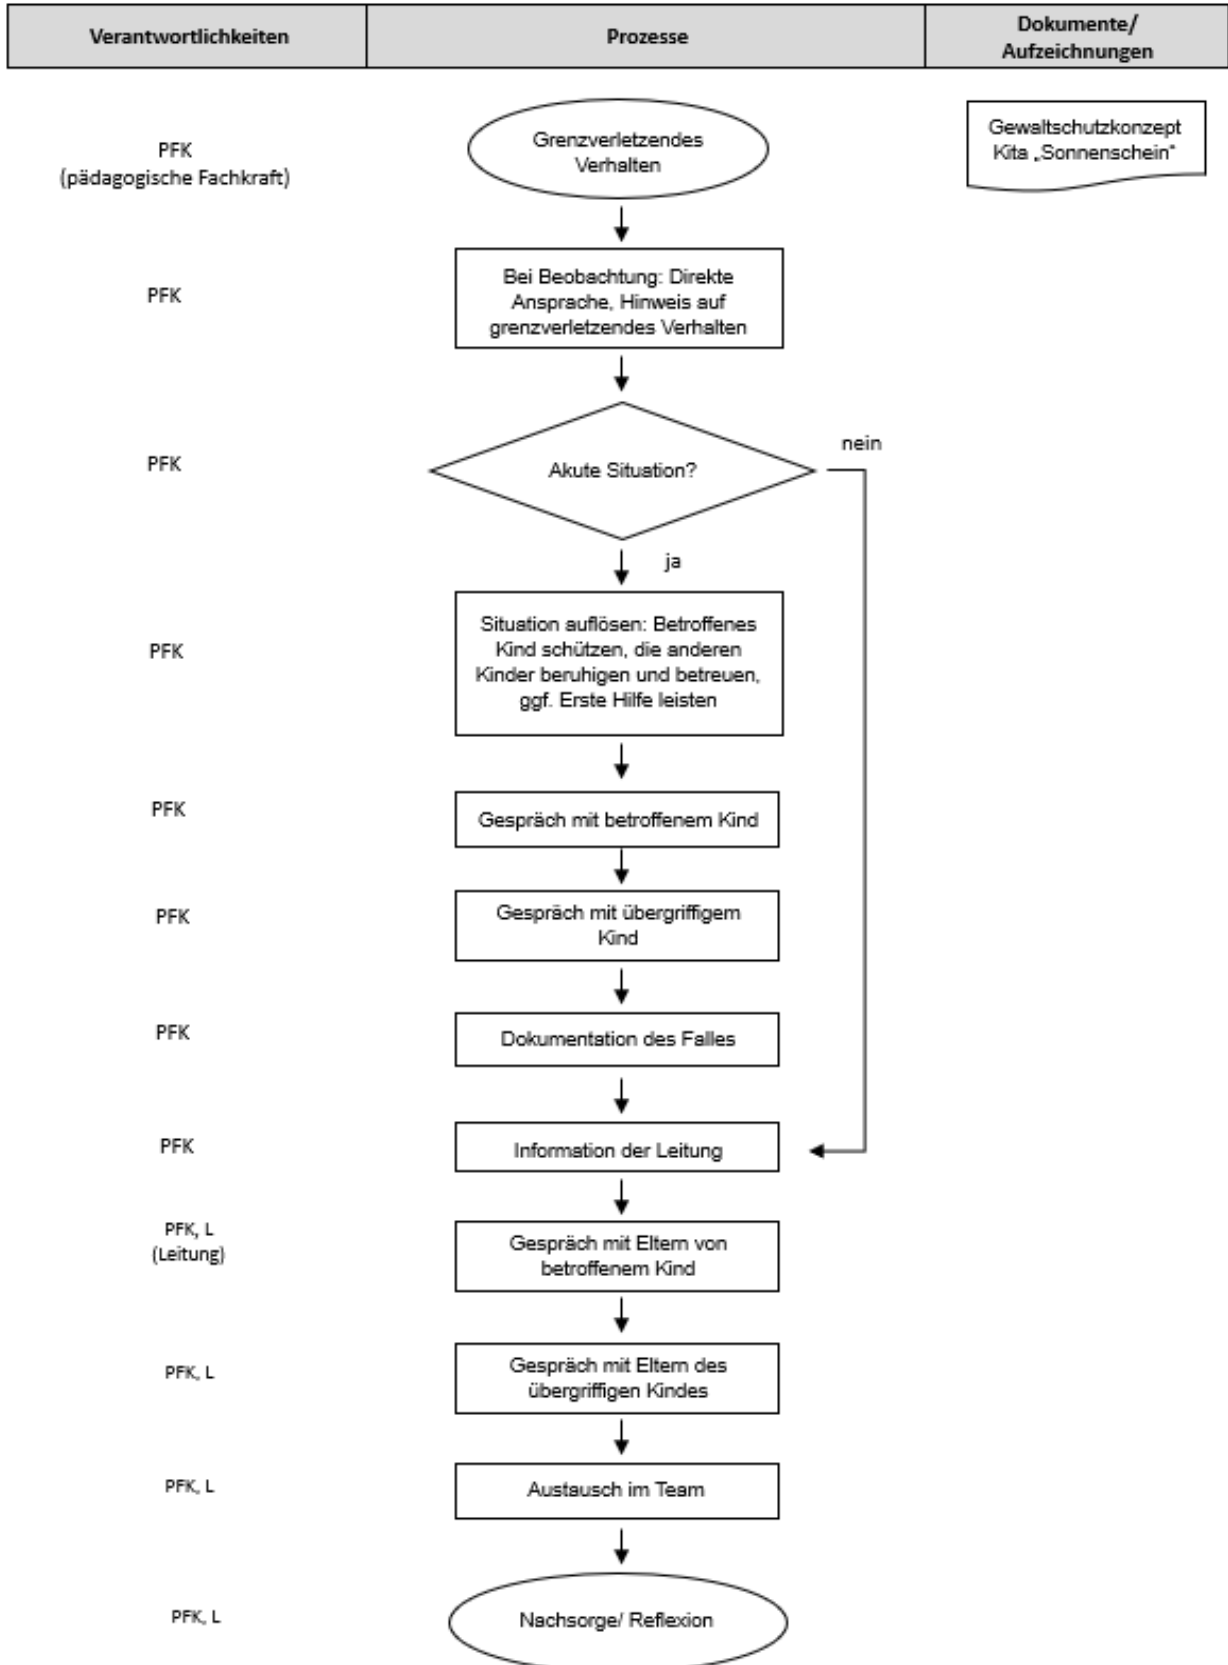 Verantwortlichkeiten
Prozesse
Dokumente/
Aufzeichnungen
PFK
(pädagogische Fachkraft)
Grenzverletzendes
Verhalten
Gewaltschutzkonzept
Kita „Sonnenschein“
PFK
Bei Beobachtung: Direkte
Ansprache, Hinweis auf
grenzverletzendes Verhalten
PFK
Akute Situation?
nein
ja
PFK
Situation auflösen: Betroffenes
Kind schützen, die anderen
Kinder beruhigen und betreuen,
ggf. Erste Hilfe leisten
PFK
Gespräch mit betroffenem Kind
PFK
Gespräch mit übergriffigem
Kind
PFK
Dokumentation des Falles
PFK
Information der Leitung
PFK, L
(Leitung)
Gespräch mit Eltern von
betroffenem Kind
PFK, L
Gespräch mit Eltern des
übergriffigen Kindes
PFK, L
Austausch im Team
PFK, L
Nachsorge/ Reflexion